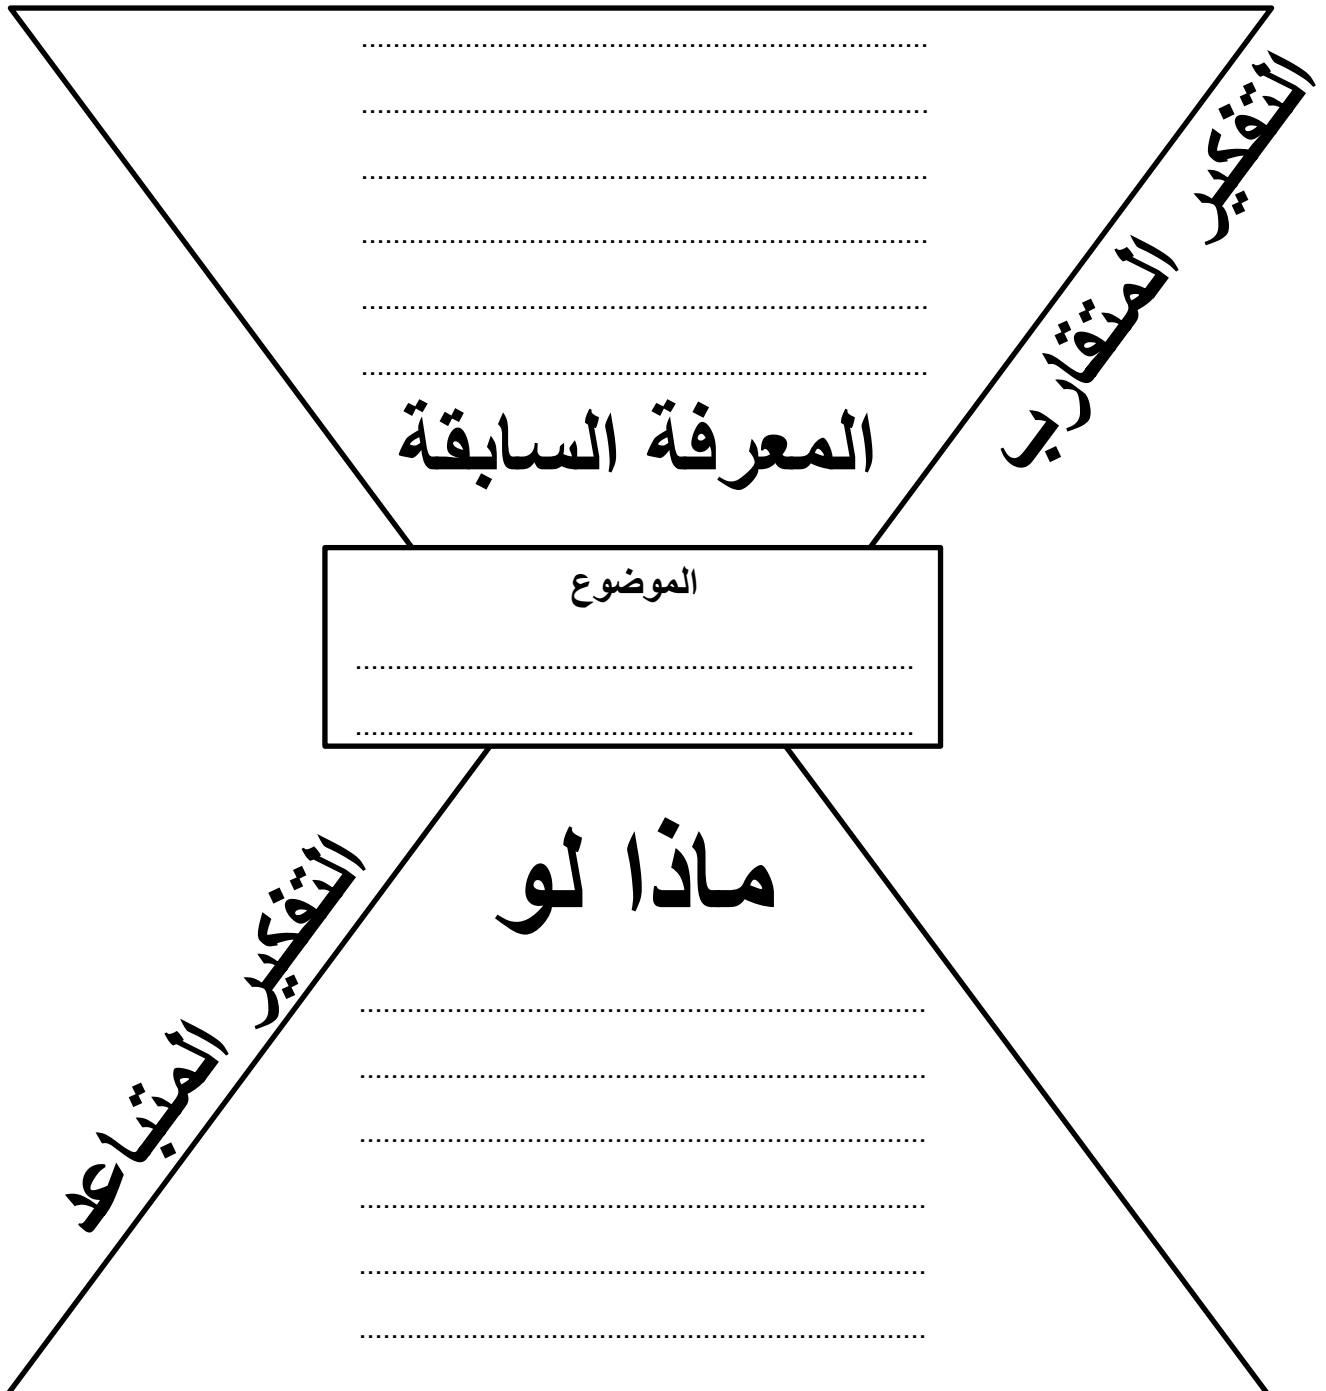 التفكير المتقارب
المعرفة السابقة
الموضوع
ماذا لو
التفكير المتباعد